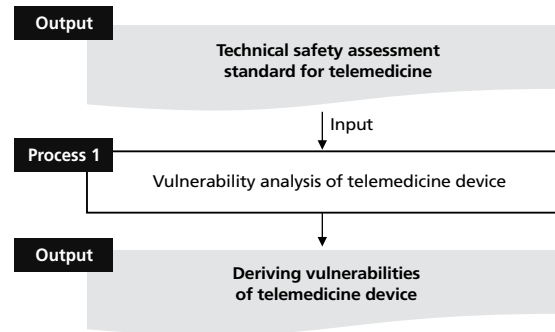 Output
Technical safety assessment
standard for telemedicine
Input
Process 1
Vulnerability analysis of telemedicine device
Output
Deriving vulnerabilities
of telemedicine device